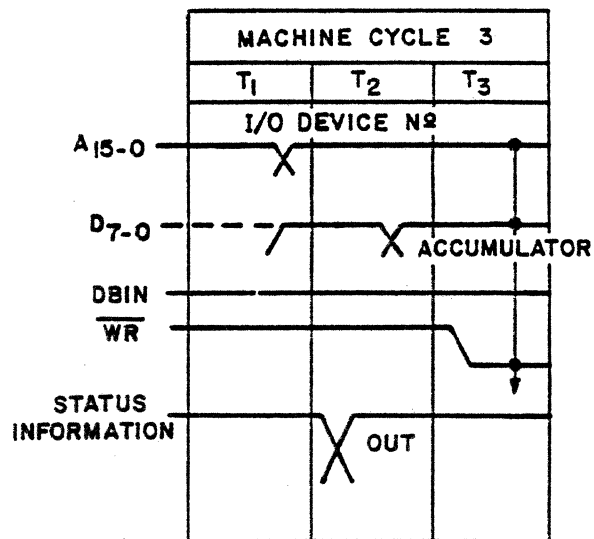 MACHINE CYCLE 3
T1 T2 T3
I/O DEVICE Nº
A15-0
D7-0
ACCUMULATOR
DBIN
WR
STATUS
INFORMATION
OUT